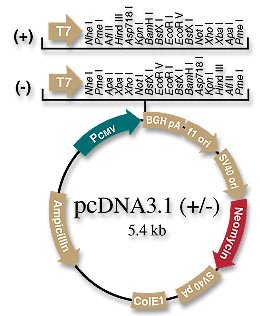 (+)
T7
Nhe I
Pme I
Afl II
Hind III
Asp718 I
Kpn I
BamH I
BstX I
EcoR I
EcoR V
BstX I
Not I
Xho I
Xba I
Apa I
Pme I
(-)
T7
Nhe I
Pme I
Apa I
Xba I
Xho I
Not I
BstX I
EcoR V
EcoR I
BstX I
BamH I
Asp718 I
Kpn I
Hind III
Afl II
Pme I
PCMV
BGH pA
f1 ori
SV40 ori
Neomycin
SV40 pA
ColE1
Ampicillin
pcDNA3.1 (+/-)
5.4 kb